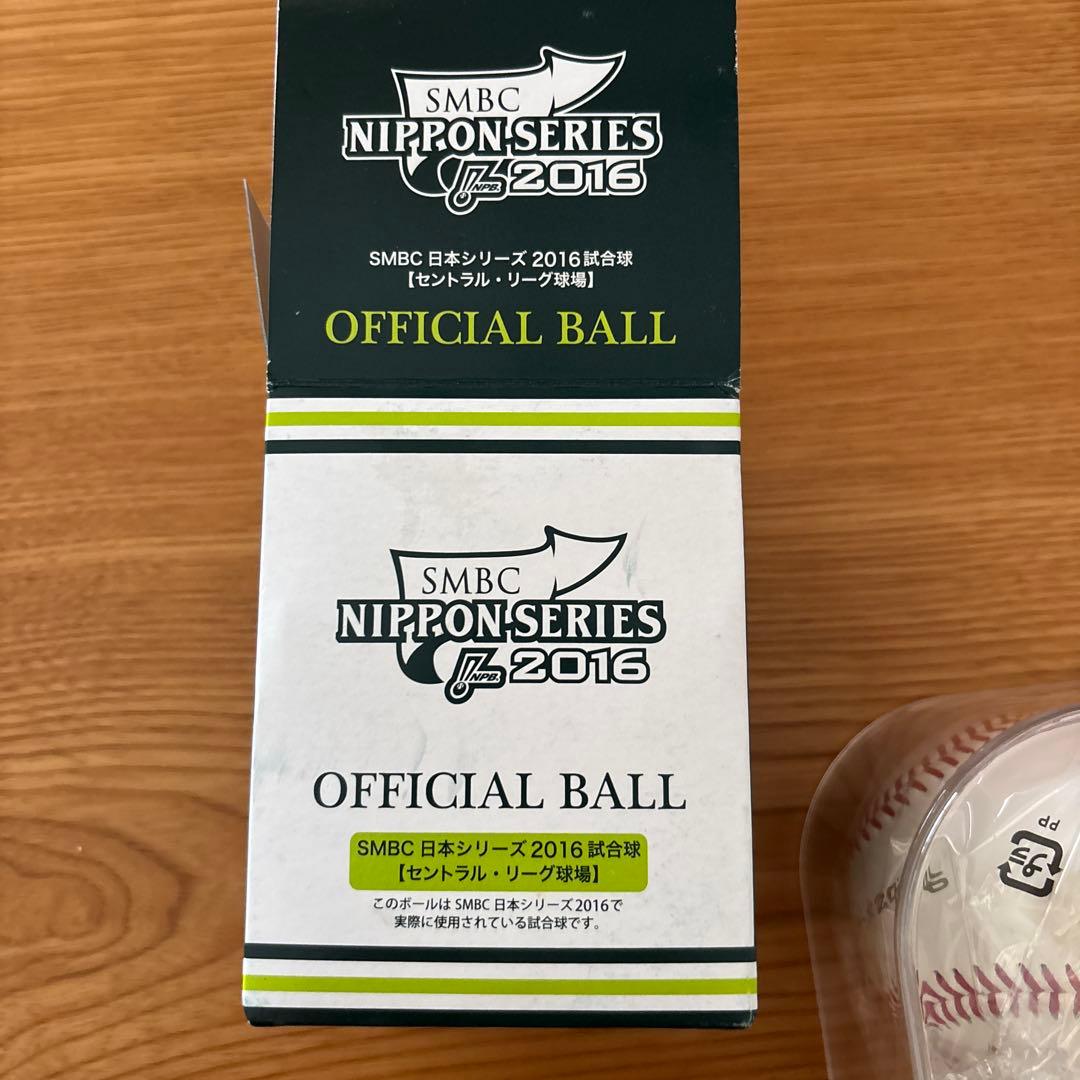 SMBC
NIPPON SERIES
NPB. 2016
SMBC 日本シリーズ 2016 試合球
【セントラル・リーグ球場】
OFFICIAL BALL
SMBC
NIPPON SERIES
NPB. 2016
OFFICIAL BALL
SMBC 日本シリーズ 2016 試合球
【セントラル・リーグ球場】
このボールは SMBC 日本シリーズ 2016 で
実際に使用されている試合球です。
PP
プラ